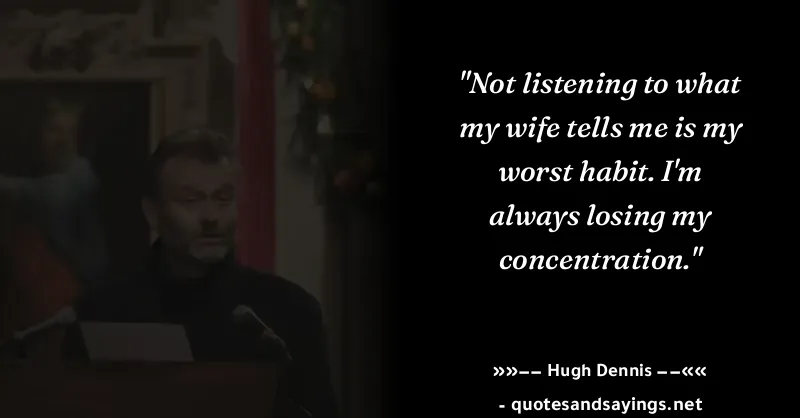 "Not listening to what
my wife tells me is my
worst habit. I'm
always losing my
concentration."
»»−− Hugh Dennis −−««
- quotesandsayings.net